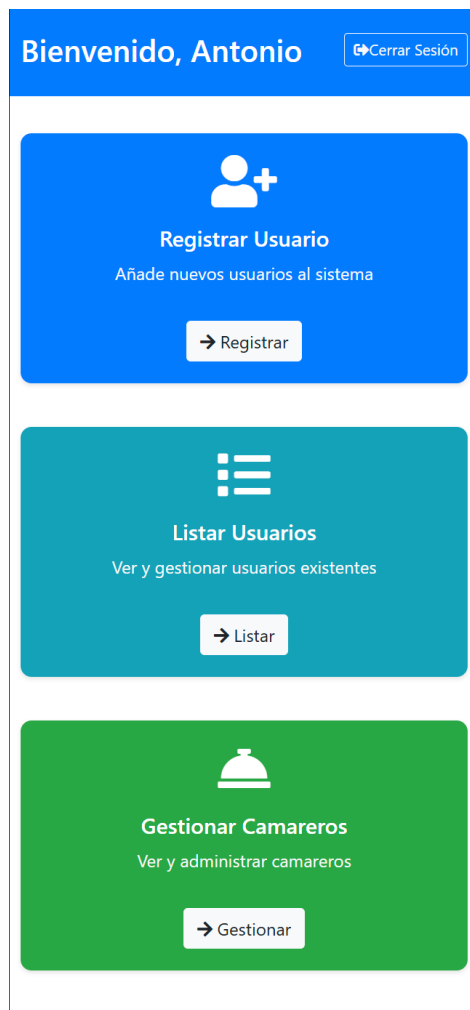 Bienvenido, Antonio
Cerrar Sesión
Registrar Usuario
Añade nuevos usuarios al sistema
Registrar
Listar Usuarios
Ver y gestionar usuarios existentes
Listar
Gestionar Camareros
Ver y administrar camareros
Gestionar